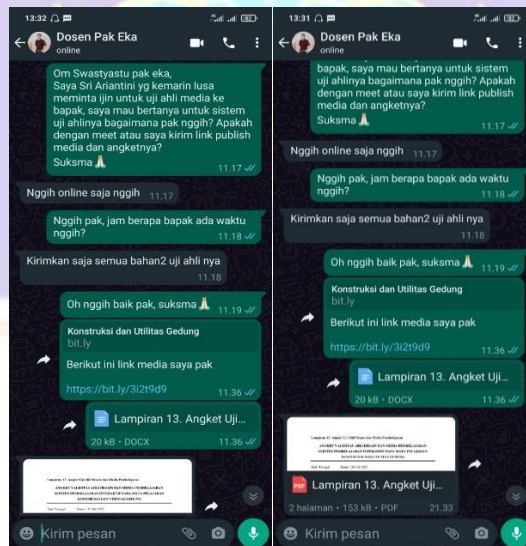 13:32
Dosen Pak Eka
online
Om Swastyastu pak eka,
Saya Sri Ariantini yg kemarin lusa
meminta ijin untuk uji ahli media ke
bapak, saya mau bertanya untuk sistem
uji ahlinya bagaimana pak nggih? Apakah
dengan meet atau saya kirim link publish
media dan angketnya?
Suksma🙏🏻
11.17
Nggih online saja nggih 11.17
Nggih pak, jam berapa bapak ada waktu
nggih?
11.18
Kirimkan saja semua bahan2 uji ahli nya
11.18
Oh nggih baik pak, suksma🙏🏻 11.19
Konstruksi dan Utilitas Gedung
bit.ly
Berikut ini link media saya pak
https://bit.ly/3i2t9d9
11.36
Lampiran 13. Angket Uji...
20 kB • DOCX 11.36
Kirim pesan
13:31
Dosen Pak Eka
online
bapak, saya mau bertanya untuk sistem
uji ahlinya bagaimana pak nggih? Apakah
dengan meet atau saya kirim link publish
media dan angketnya?
Suksma🙏🏻
11.17
Nggih online saja nggih 11.17
Nggih pak, jam berapa bapak ada waktu
nggih?
11.18
Kirimkan saja semua bahan2 uji ahli nya
11.18
Oh nggih baik pak, suksma🙏🏻 11.19
Konstruksi dan Utilitas Gedung
bit.ly
Berikut ini link media saya pak
https://bit.ly/3i2t9d9
11.36
Lampiran 13. Angket Uji...
20 kB • DOCX 11.36
PDF Lampiran 13. Angket Uji...
2 halaman • 153 kB • PDF 21.33
Kirim pesan